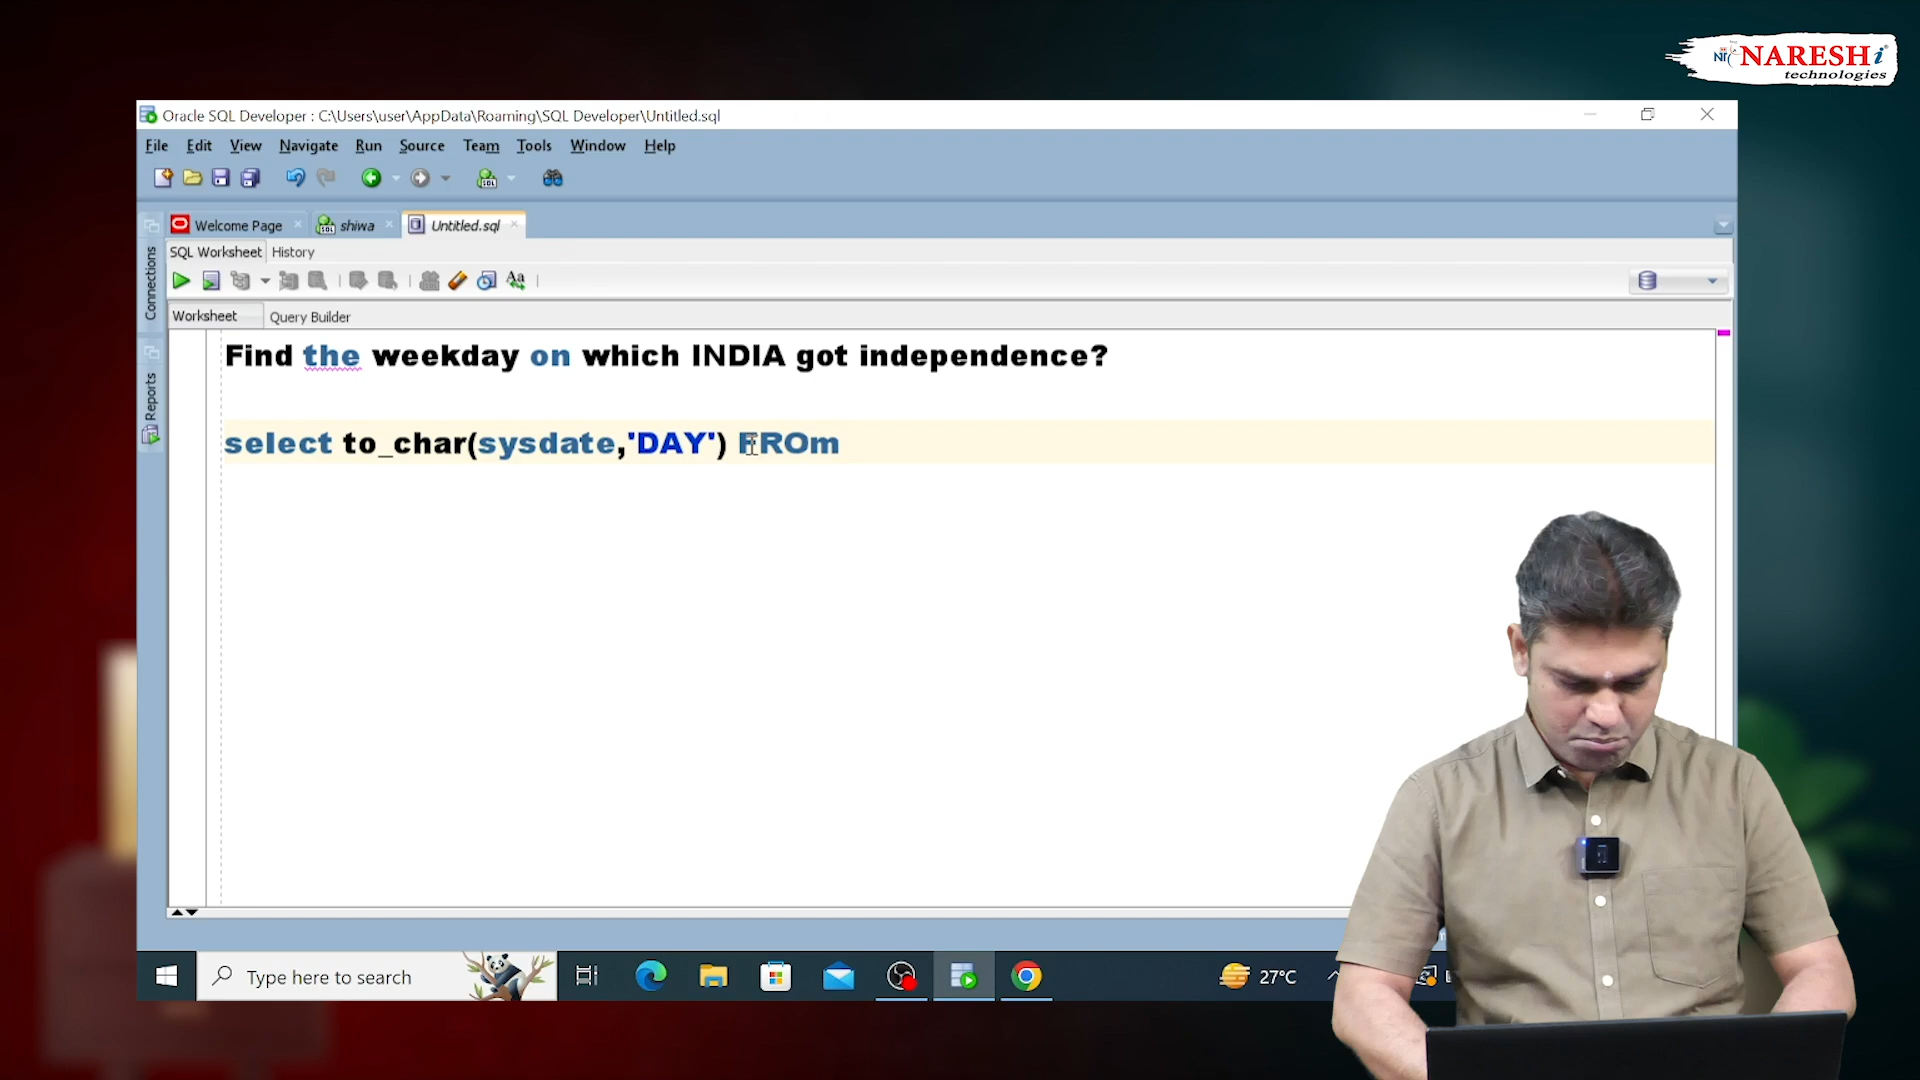 NiT NARESHi
technologies
Oracle SQL Developer : C:\Users\user\AppData\Roaming\SQL Developer\Untitled.sql
File Edit View Navigate Run Source Team Tools Window Help
Welcome Page shiwa Untitled.sql
SQL Worksheet History
Aa
Worksheet Query Builder
Connections
Reports
Find the weekday on which INDIA got independence?
select to_char(sysdate,'DAY') FROm
Type here to search
27°C